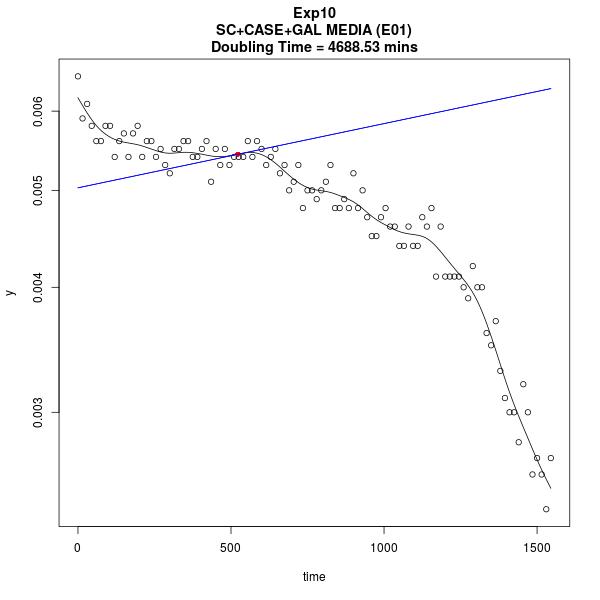 Exp10
SC+CASE+GAL MEDIA (E01)
Doubling Time = 4688.53 mins
0.006
0.005
0.004
0.003
y
0 500 1000 1500
time